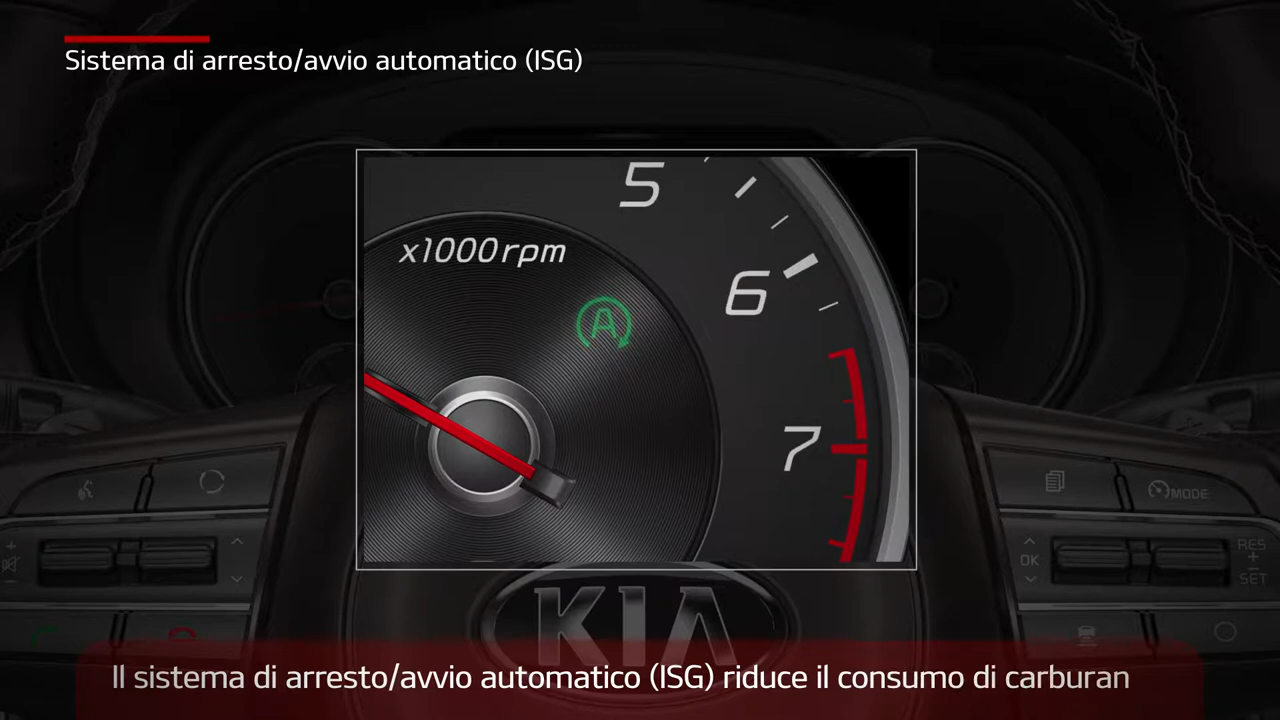 Sistema di arresto/avvio automatico (ISG)
5
x1000rpm
6
A
7
MODE
OK
RES
+
-
SET
+
-
KIA
Il sistema di arresto/avvio automatico (ISG) riduce il consumo di carburan